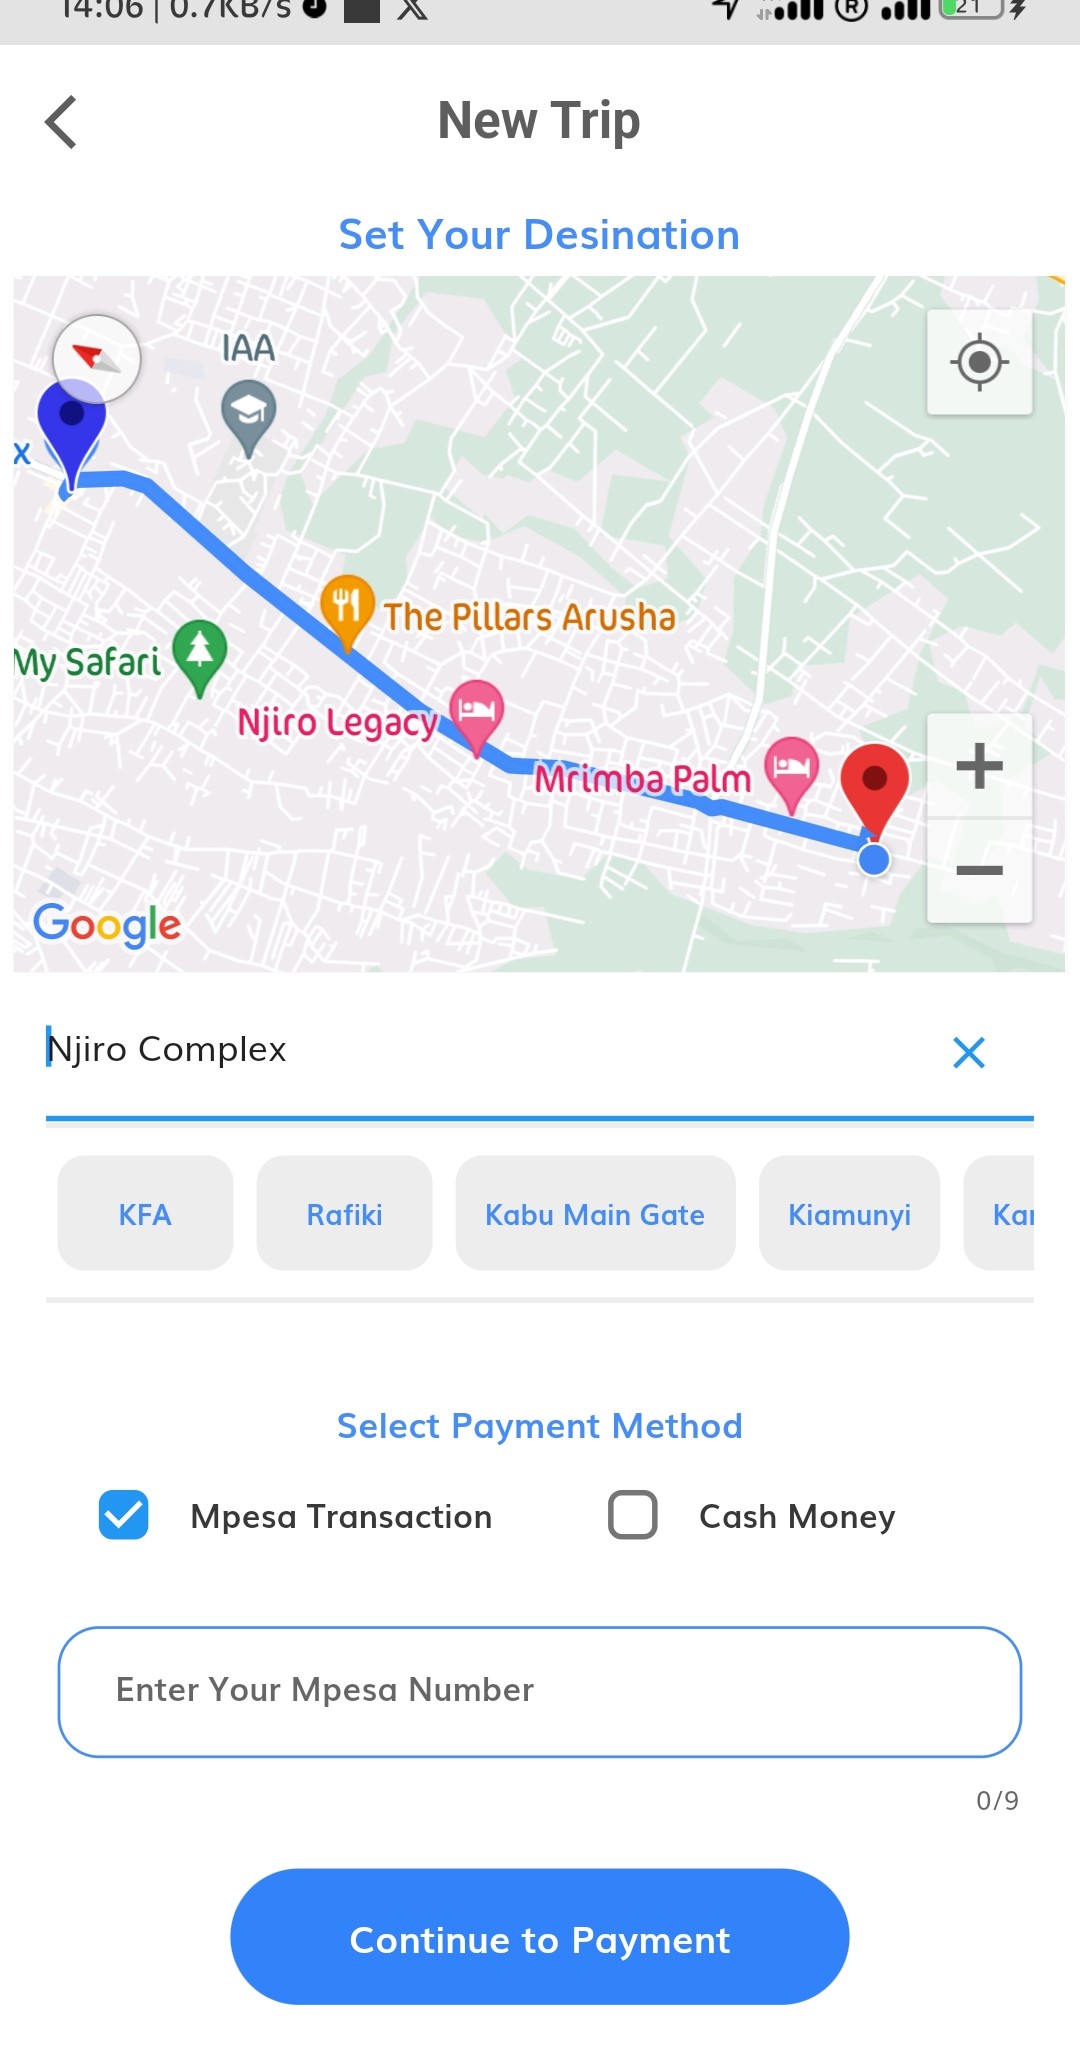 14:06 | 0.7KB/s
R
21
New Trip
Set Your Desination
IAA
x
The Pillars Arusha
My Safari
Njiro Legacy
Mrimba Palm
Google
Njiro Complex
KFA Rafiki Kabu Main Gate Kiamunyi
Select Payment Method
Mpesa Transaction Cash Money
Enter Your Mpesa Number
0/9
Continue to Payment